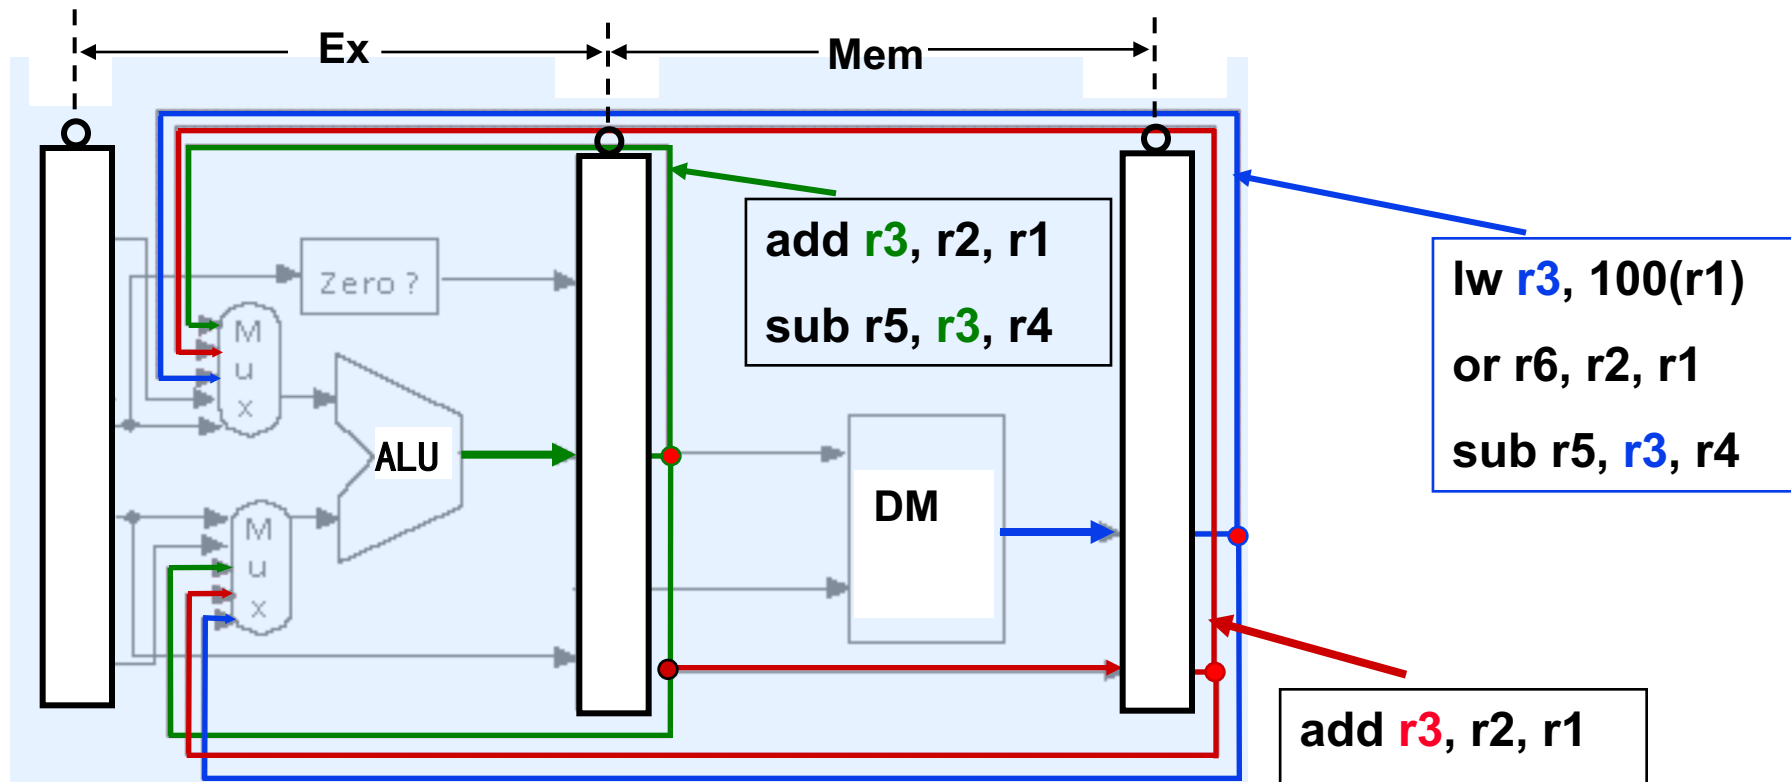 Ex
Mem
add r3, r2, r1
sub r5, r3, r4
lw r3, 100(r1)
or r6, r2, r1
sub r5, r3, r4
Zero ?
M
u
x
ALU
DM
M
u
x
add r3, r2, r1